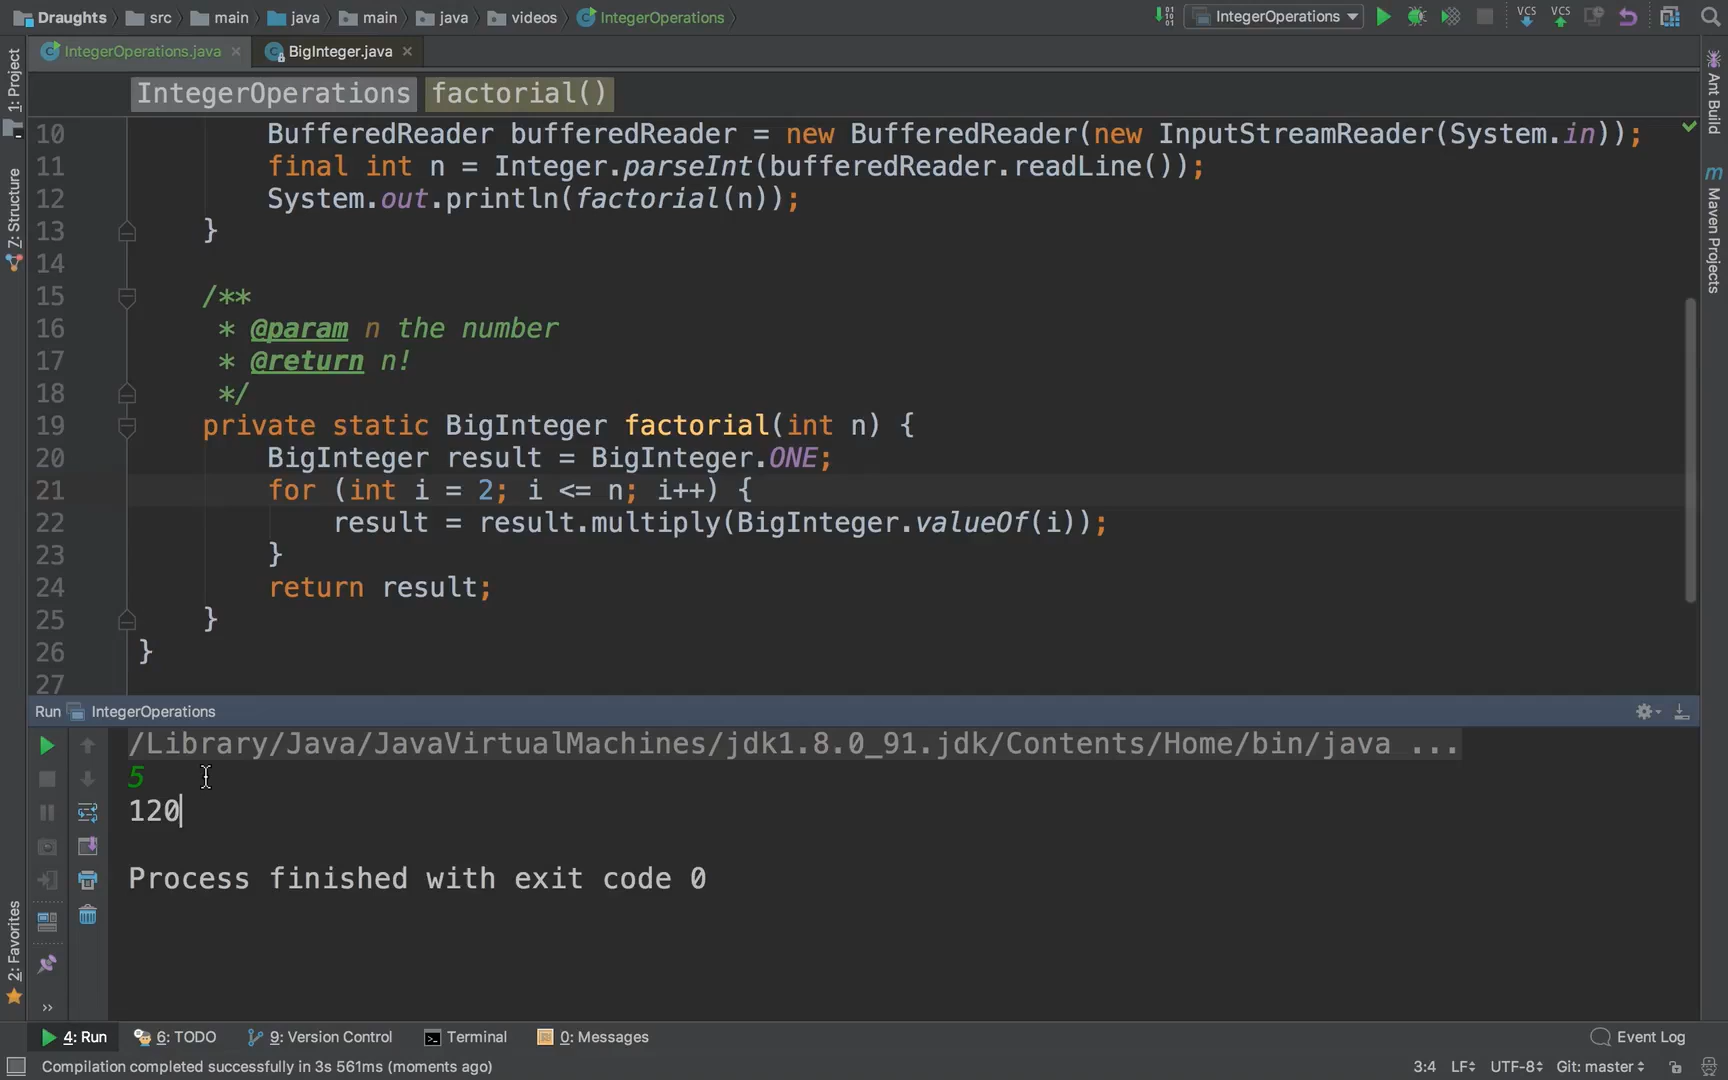 Draughts src main java main java videos IntegerOperations
IntegerOperations VCS VCS
IntegerOperations.java BigInteger.java
IntegerOperations factorial()
10 BufferedReader bufferedReader = new BufferedReader(new InputStreamReader(System.in));
11 final int n = Integer.parseInt(bufferedReader.readLine());
12 System.out.println(factorial(n));
13 }
14
15 /**
16 * @param n the number
17 * @return n!
18 */
19 private static BigInteger factorial(int n) {
20 BigInteger result = BigInteger.ONE;
21 for (int i = 2; i <= n; i++) {
22 result = result.multiply(BigInteger.valueOf(i));
23 }
24 return result;
25 }
26 }
27
1: Project
7: Structure
2: Favorites
Ant Build
m Maven Projects
Run IntegerOperations
/Library/Java/JavaVirtualMachines/jdk1.8.0_91.jdk/Contents/Home/bin/java ...
5
120
Process finished with exit code 0
4: Run 6: TODO 9: Version Control Terminal 0: Messages Event Log
Compilation completed successfully in 3s 561ms (moments ago) 3:4 LF UTF-8 Git: master